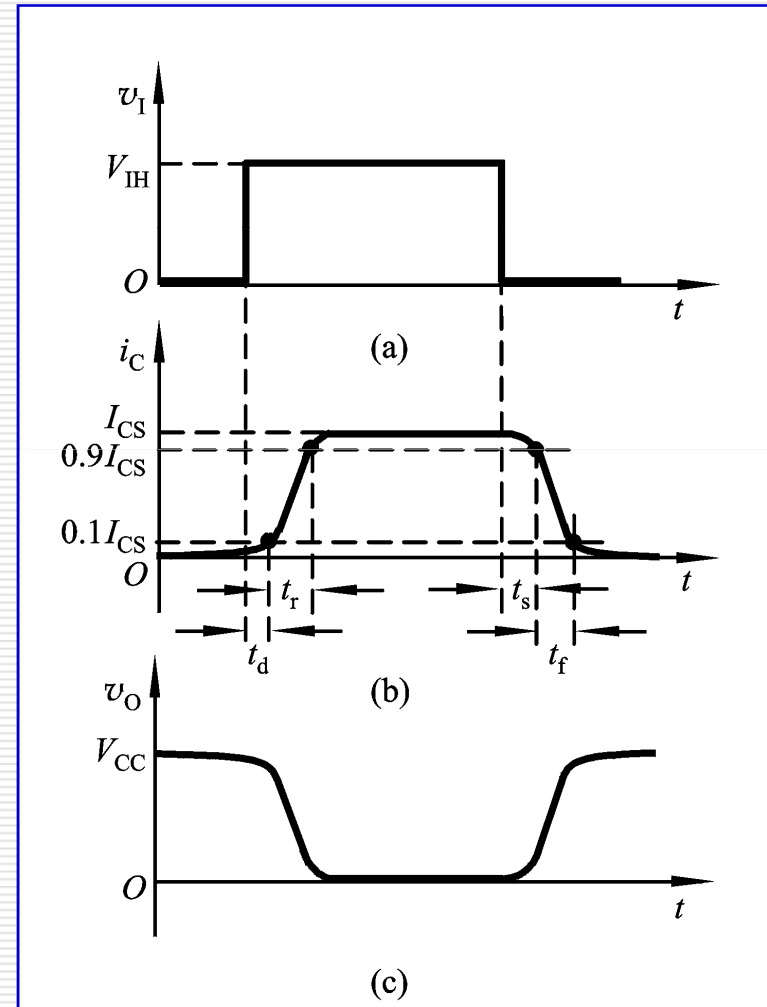 v_I
V_IH
O
t
(a)
i_C
I_CS
0.9I_CS
0.1I_CS
O
t
t_r
t_s
t_d
t_f
(b)
v_O
V_CC
O
t
(c)